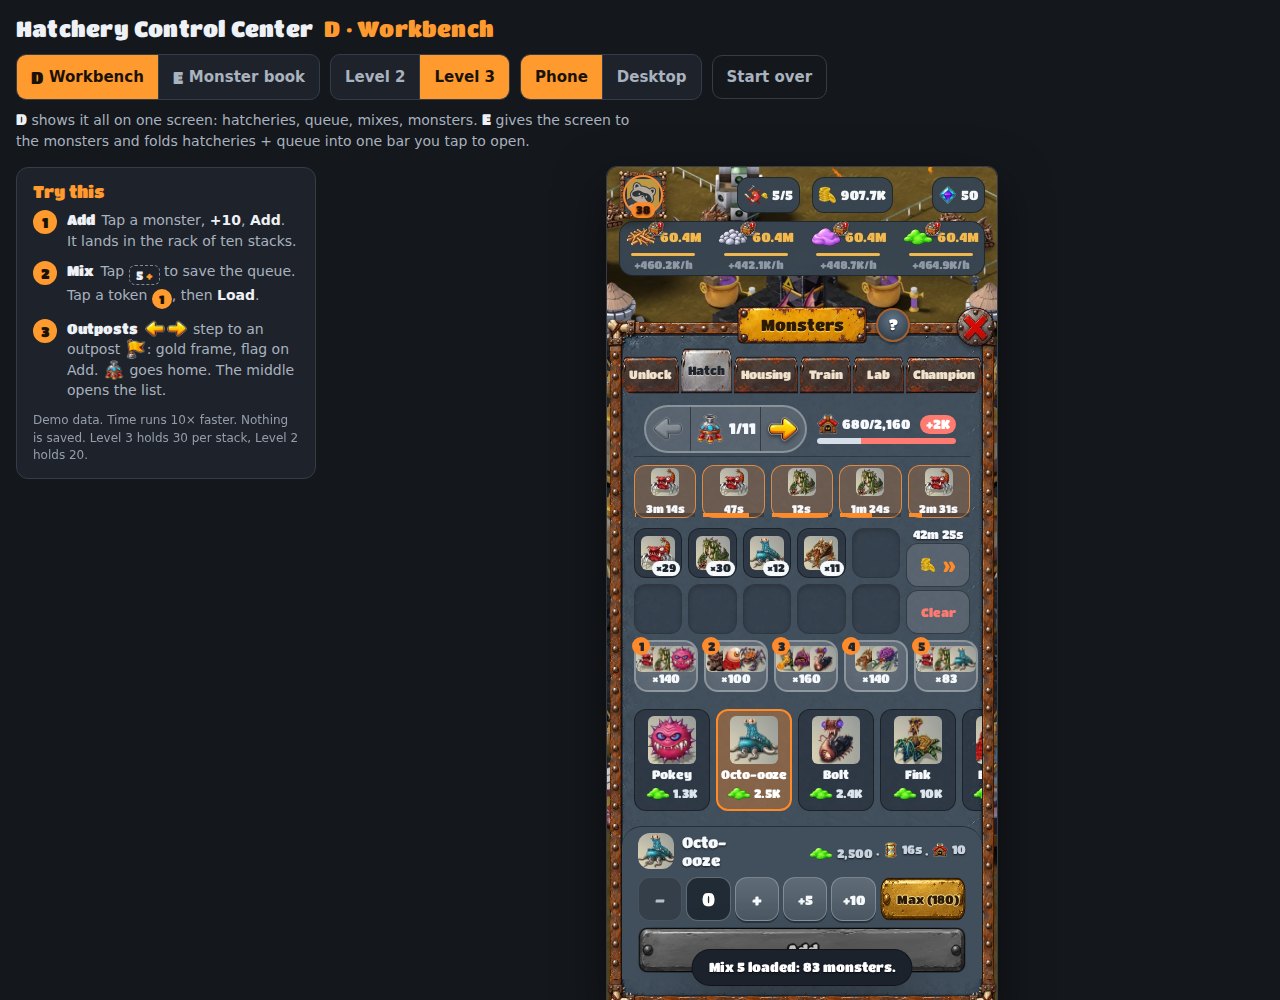 Hatchery Control Center D · Workbench
D Workbench E Monster book Level 2 Level 3 Phone Desktop Start over
D shows it all on one screen: hatcheries, queue, mixes, monsters. E gives the screen to
the monsters and folds hatcheries + queue into one bar you tap to open.
Try this
1 Add Tap a monster, +10, Add.
It lands in the rack of ten stacks.
2 Mix Tap 5+ to save the queue.
Tap a token 1, then Load.
3 Outposts step to an
outpost : gold frame, flag on
Add. goes home. The middle
opens the list.
Demo data. Time runs 10× faster. Nothing
is saved. Level 3 holds 30 per stack, Level 2
holds 20.
30 5/5 907.7K 50
60.4M 60.4M 60.4M 60.4M
+460.2K/h +442.1K/h +448.7K/h +464.9K/h
Monsters ?
Unlock Hatch Housing Train Lab Champion
1/11 680/2,160 +2K
3m 14s 47s 12s 1m 24s 2m 31s
42m 25s
×29 ×30 ×12 ×11 »
Clear
1 2 3 4 5
×140 ×100 ×160 ×140 ×83
Pokey Octo-ooze Bolt Fink
1.3K 2.5K 2.4K 10K
Octo-
ooze
2,500 · 16s · 10
− 0 + +5 +10 Max (180)
Add
Mix 5 loaded: 83 monsters.